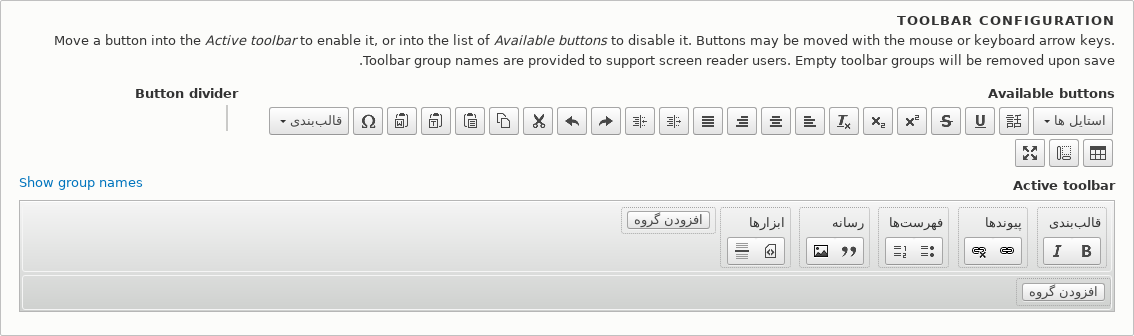 TOOLBAR CONFIGURATION
Move a button into the Active toolbar to enable it, or into the list of Available buttons to disable it. Buttons may be moved with the mouse or keyboard arrow keys.
.Toolbar group names are provided to support screen reader users. Empty toolbar groups will be removed upon save
Available buttons
Button divider
استایل ها
قالب‌بندی
Active toolbar
Show group names
قالب‌بندی
پیوندها
فهرست‌ها
رسانه
ابزارها
افزودن گروه
افزودن گروه